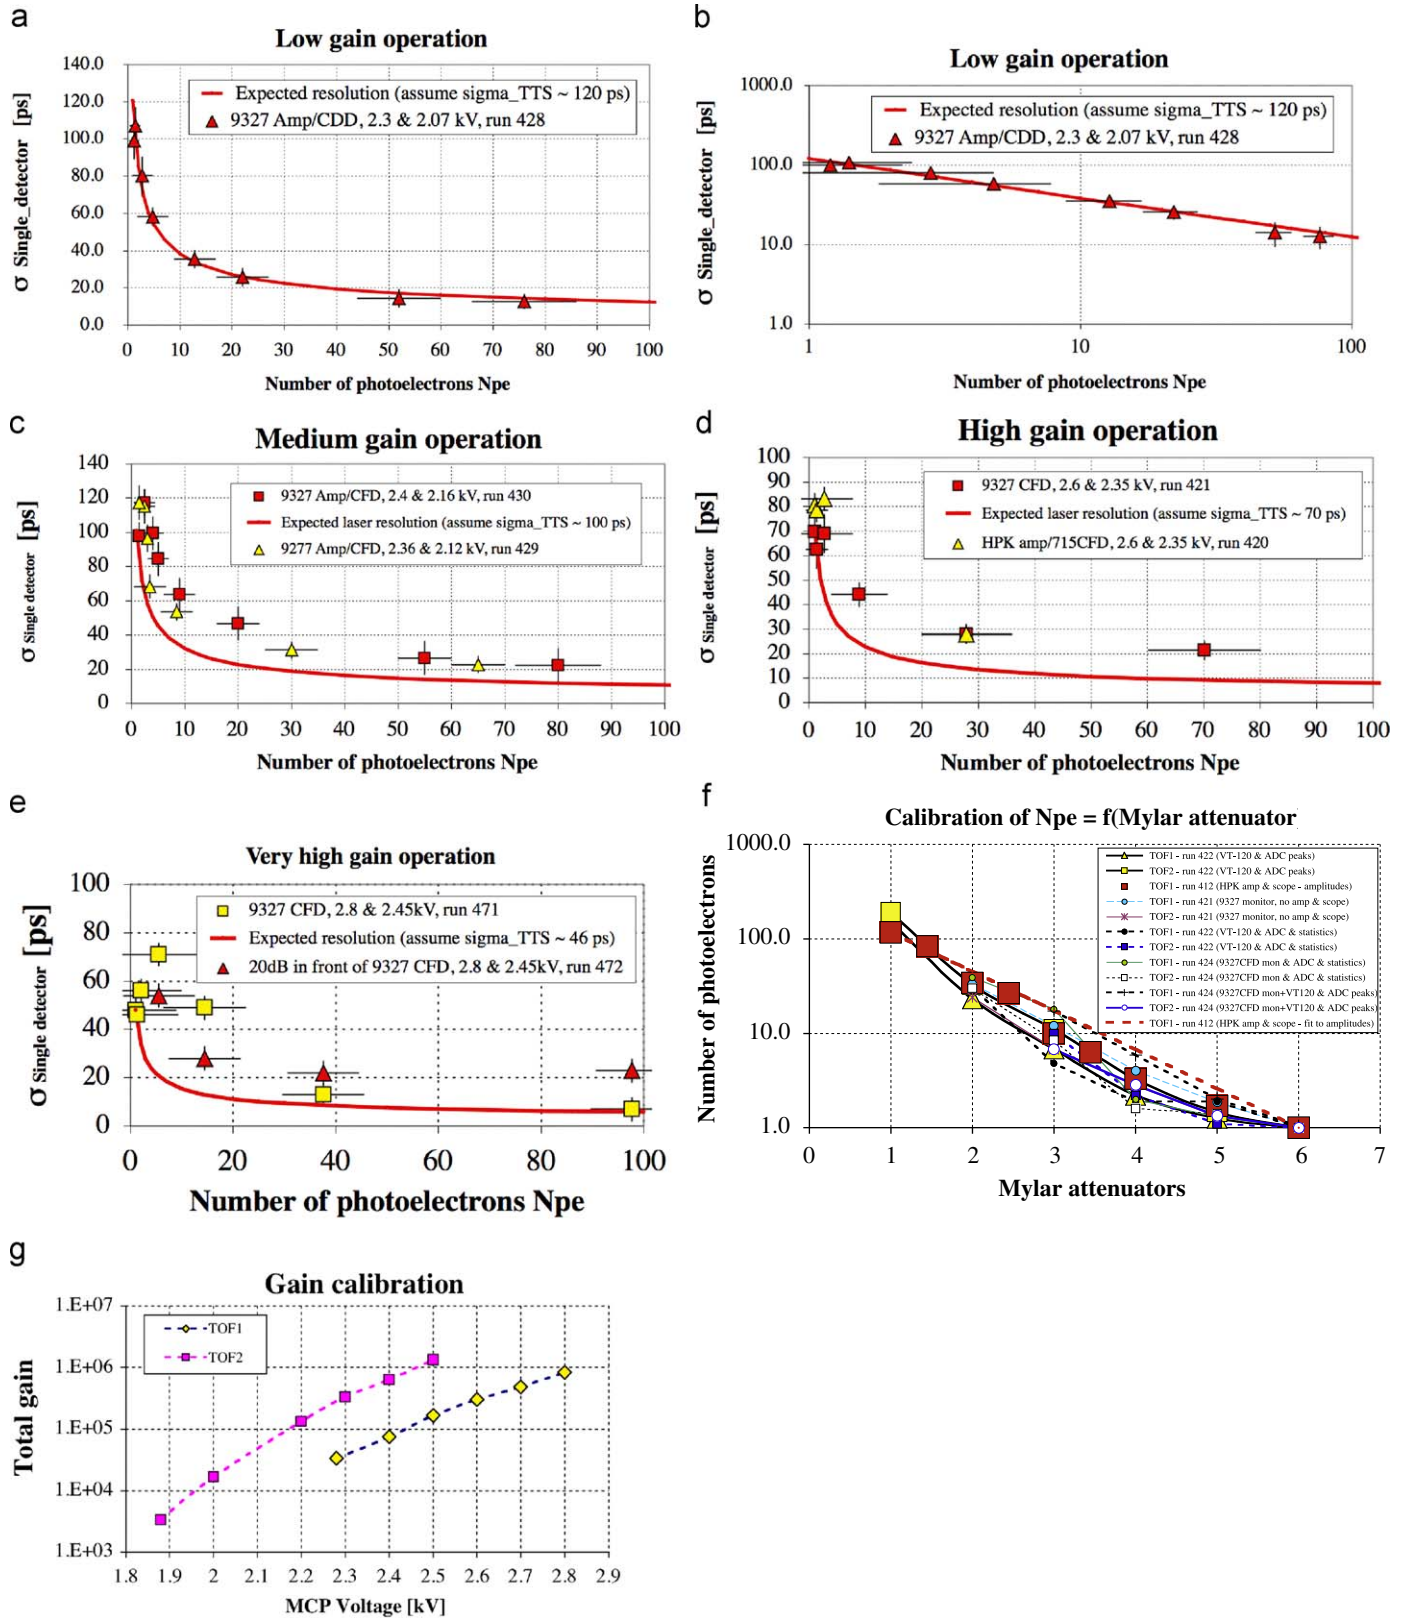 a
Low gain operation
140.0
120.0
100.0
80.0
60.0
40.0
20.0
0.0
σ Single_detector [ps]
Expected resolution (assume sigma_TTS ~ 120 ps)
9327 Amp/CDD, 2.3 & 2.07 kV, run 428
0 10 20 30 40 50 60 70 80 90 100
Number of photoelectrons Npe
b
Low gain operation
1000.0
100.0
10.0
1.0
σ Single_detector [ps]
Expected resolution (assume sigma_TTS ~ 120 ps)
9327 Amp/CDD, 2.3 & 2.07 kV, run 428
1 10 100
Number of photoelectrons Npe
c
Medium gain operation
140
120
100
80
60
40
20
0
σ Single detector [ps]
9327 Amp/CFD, 2.4 & 2.16 kV, run 430
Expected laser resolution (assume sigma_TTS ~ 100 ps)
9277 Amp/CFD, 2.36 & 2.12 kV, run 429
0 10 20 30 40 50 60 70 80 90 100
Number of photoelectrons Npe
d
High gain operation
100
90
80
70
60
50
40
30
20
10
0
σ Single detector [ps]
9327 CFD, 2.6 & 2.35 kV, run 421
Expected laser resolution (assume sigma_TTS ~ 70 ps)
HPK amp/715CFD, 2.6 & 2.35 kV, run 420
0 10 20 30 40 50 60 70 80 90 100
Number of photoelectrons Npe
e
Very high gain operation
100
80
60
40
20
0
σ Single detector [ps]
9327 CFD, 2.8 & 2.45kV, run 471
Expected resolution (assume sigma_TTS ~ 46 ps)
20dB in front of 9327 CFD, 2.8 & 2.45kV, run 472
0 20 40 60 80 100
Number of photoelectrons Npe
f
Calibration of Npe = f(Mylar attenuator
1000.0
100.0
10.0
1.0
Number of photoelectrons
TOF1 - run 422 (VT-120 & ADC peaks)
TOF2 - run 422 (VT-120 & ADC peaks)
TOF1 - run 412 (HPK amp & scope - amplitudes)
TOF1 - run 421 (9327 monitor, no amp & scope)
TOF2 - run 421 (9327 monitor, no amp & scope)
TOF1 - run 422 (VT-120 & ADC & statistics)
TOF2 - run 422 (VT-120 & ADC & statistics)
TOF1 - run 424 (9327CFD mon & ADC & statistics)
TOF2 - run 424 (9327CFD mon & ADC & statistics)
TOF1 - run 424 (9327CFD mon+VT120 & ADC peaks)
TOF2 - run 424 (9327CFD mon+VT120 & ADC peaks)
TOF1 - run 412 (HPK amp & scope - fit to amplitudes)
0 1 2 3 4 5 6 7
Mylar attenuators
g
Gain calibration
1.E+07
1.E+06
1.E+05
1.E+04
1.E+03
Total gain
TOF1
TOF2
1.8 1.9 2 2.1 2.2 2.3 2.4 2.5 2.6 2.7 2.8 2.9
MCP Voltage [kV]